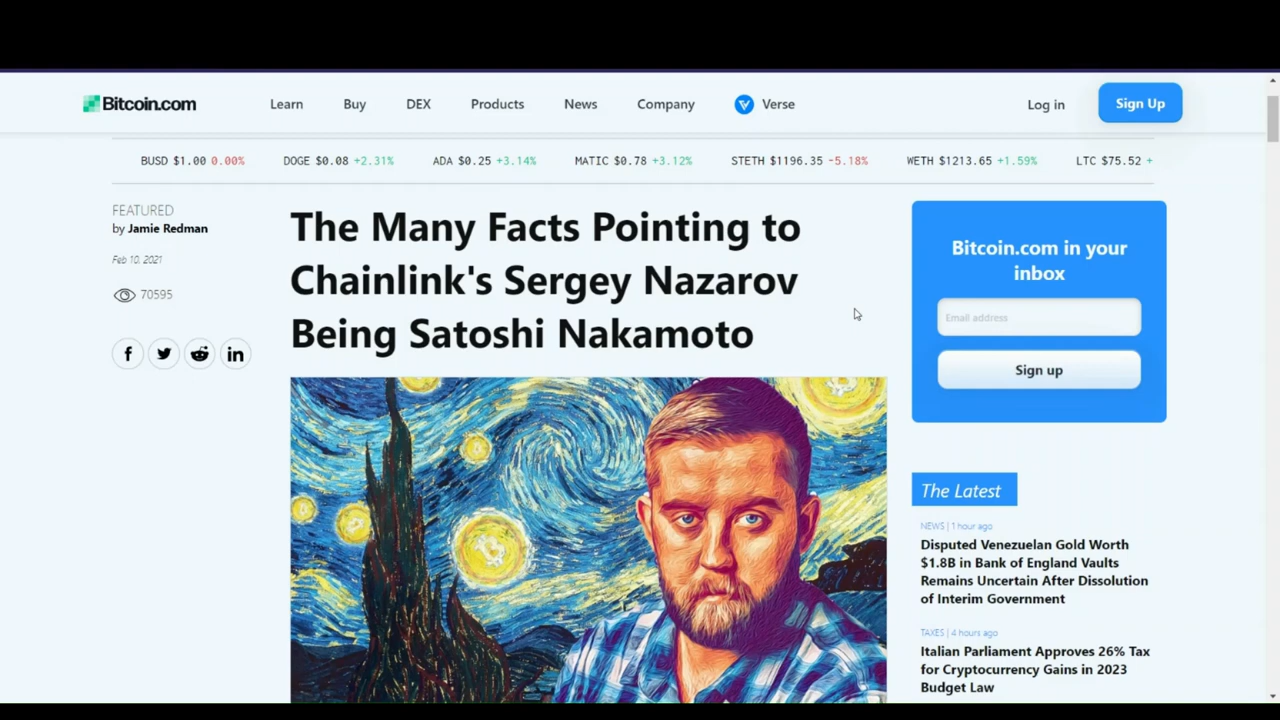 Bitcoin.com
Learn
Buy
DEX
Products
News
Company
Verse
Log in
Sign Up
BUSD $1.00 0.00%
DOGE $0.08 +2.31%
ADA $0.25 +3.14%
MATIC $0.78 +3.12%
STETH $1196.35 -5.18%
WETH $1213.65 +1.59%
LTC $75.52 +
FEATURED
by Jamie Redman
Feb 10, 2021
70595
The Many Facts Pointing to
Chainlink's Sergey Nazarov
Being Satoshi Nakamoto
Bitcoin.com in your
inbox
Email address
Sign up
The Latest
NEWS | 1 hour ago
Disputed Venezuelan Gold Worth
$1.8B in Bank of England Vaults
Remains Uncertain After Dissolution
of Interim Government
TAXES | 4 hours ago
Italian Parliament Approves 26% Tax
for Cryptocurrency Gains in 2023
Budget Law